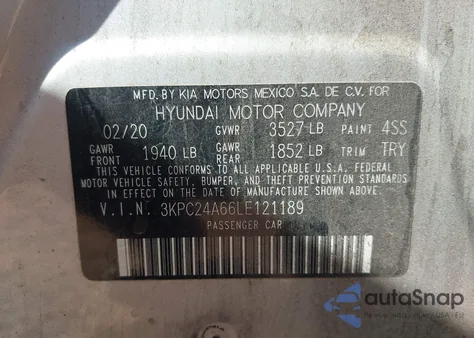 MFD. BY KIA MOTORS MEXICO S.A DE C.V. FOR
HYUNDAI MOTOR COMPANY
02/20 GVWR 3527 LB PAINT 4SS
GAWR FRONT 1940 LB GAWR REAR 1852 LB TRIM TRY
THIS VEHICLE CONFORMS TO ALL APPLICABLE U.S.A. FEDERAL
MOTOR VEHICLE SAFETY, BUMPER, AND THEFT PREVENTION
STANDARDS IN EFFECT ON THE DATE OF MANUFACTURE SHOWN ABOVE.
V.I.N. 3KPC24A66LE121189
PASSENGER CAR
autoSnap